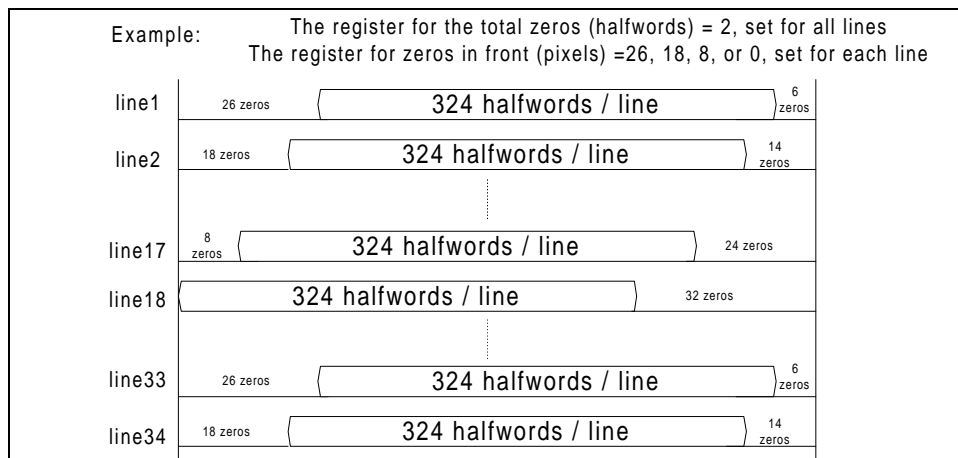 Example: The register for the total zeros (halfwords) = 2, set for all lines
The register for zeros in front (pixels) =26, 18, 8, or 0, set for each line
line1 26 zeros 324 halfwords / line 6 zeros
line2 18 zeros 324 halfwords / line 14 zeros
line17 8 zeros 324 halfwords / line 24 zeros
line18 324 halfwords / line 32 zeros
line33 26 zeros 324 halfwords / line 6 zeros
line34 18 zeros 324 halfwords / line 14 zeros